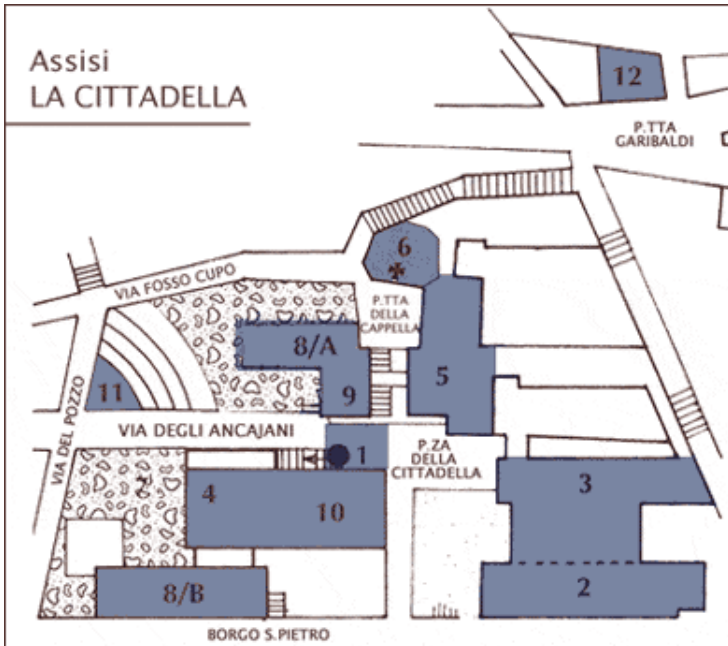 Assisi
LA CITTADELLA
12
P.TTA
GARIBALDI
6
VIA FOSSO CUPO
P.TTA
DELLA
CAPPELLA
8/A
5
9
11
VIA DEL POZZO
VIA DEGLI ANCAJANI
P.ZA
DELLA
CITTADELLA
1
3
4
10
2
8/B
BORGO S.PIETRO